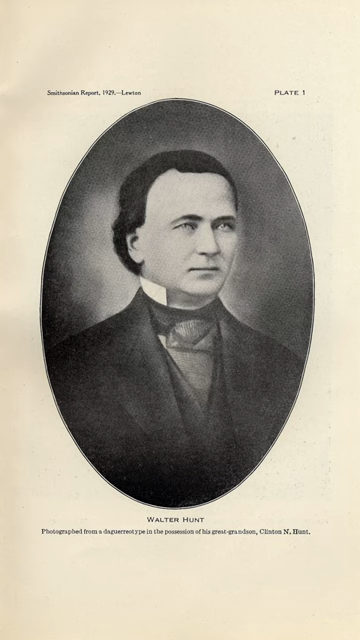 Smithsonian Report, 1929.—Lewton
PLATE 1
WALTER HUNT
Photographed from a daguerreotype in the possession of his great-grandson, Clinton N. Hunt.